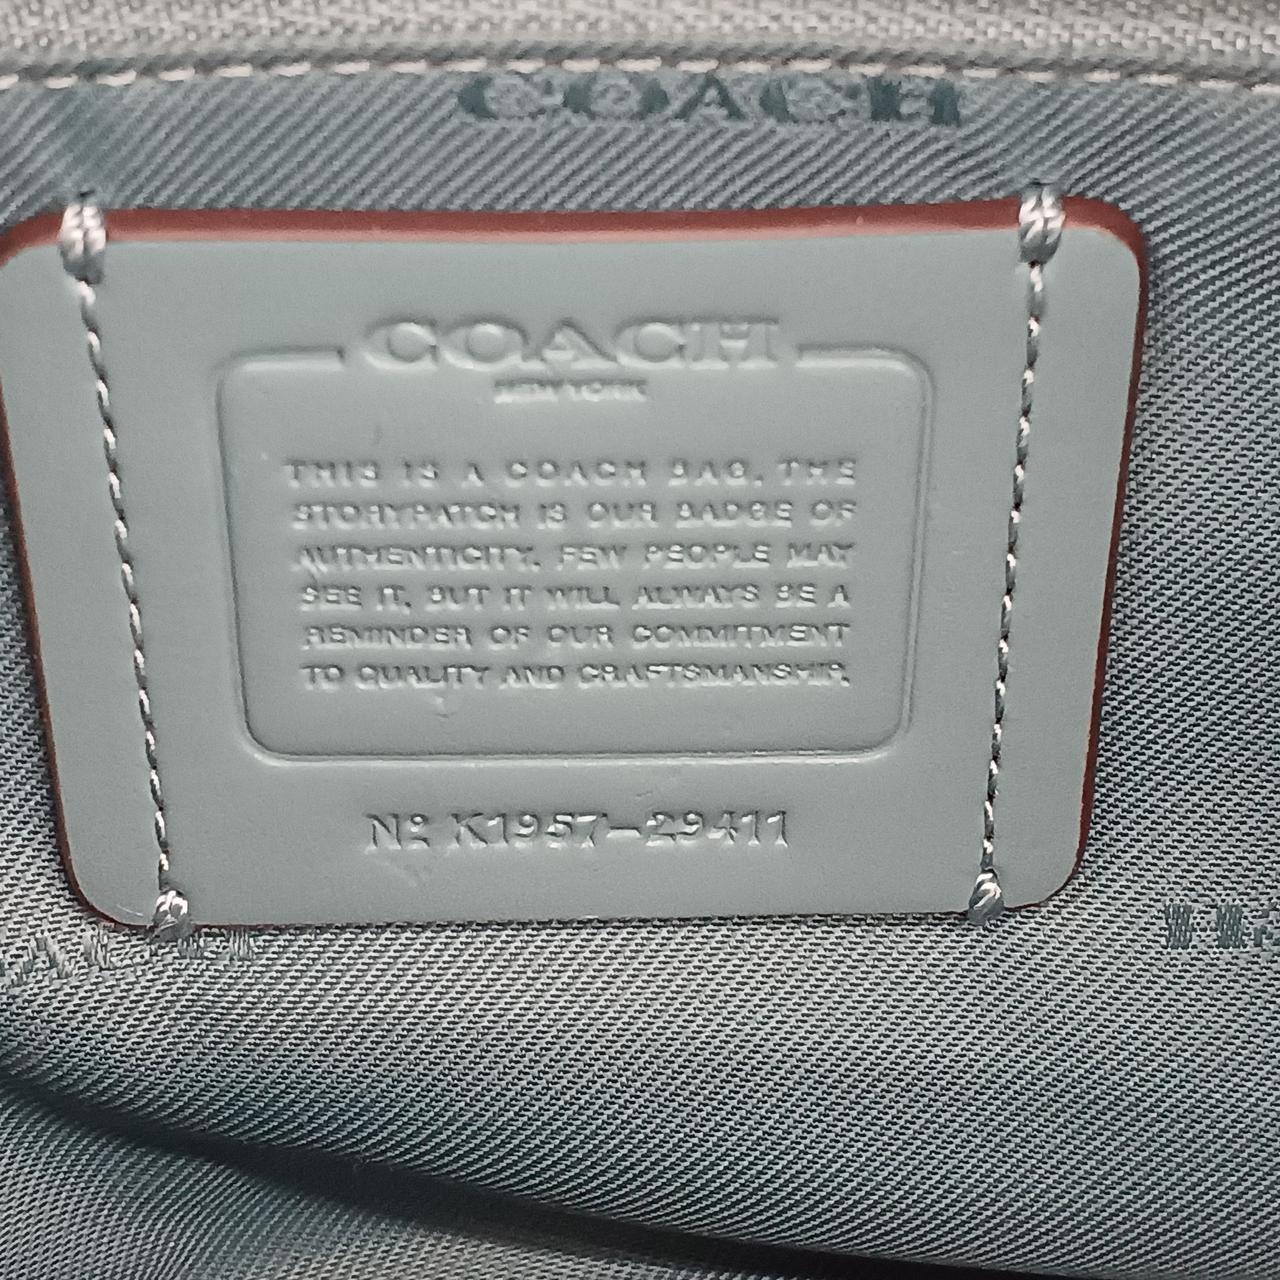 COACH
COACH
NEW YORK
THIS IS A COACH BAG. THE
STORYPATCH IS OUR BADGE OF
AUTHENTICITY. FEW PEOPLE MAY
SEE IT, BUT IT WILL ALWAYS BE A
REMINDER OF OUR COMMITMENT
TO QUALITY AND CRAFTSMANSHIP.
Nº K1957-29411